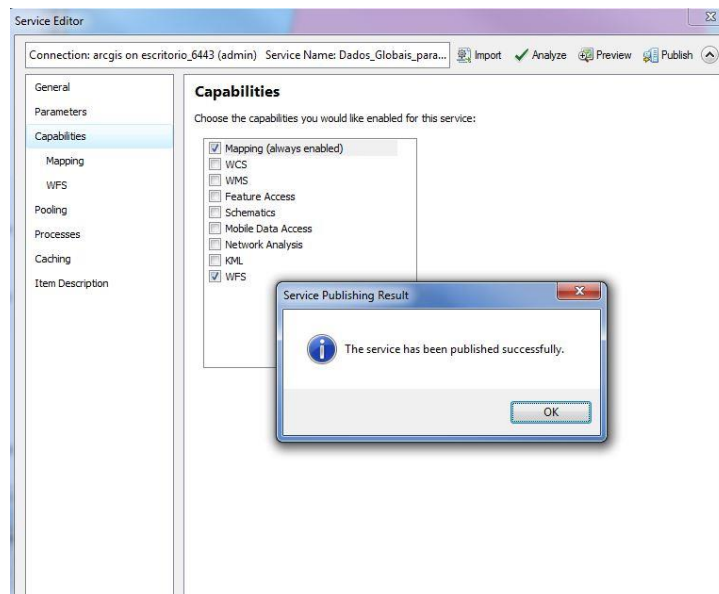 Service Editor
Connection: arcgis on escritorio_6443 (admin) Service Name: Dados_Globais_para... Import Analyze Preview Publish
General
Parameters
Capabilities
Mapping
WFS
Pooling
Processes
Caching
Item Description
Capabilities
Choose the capabilities you would like enabled for this service:
Mapping (always enabled)
WCS
WMS
Feature Access
Schematics
Mobile Data Access
Network Analysis
KML
WFS
Service Publishing Result
The service has been published successfully.
OK